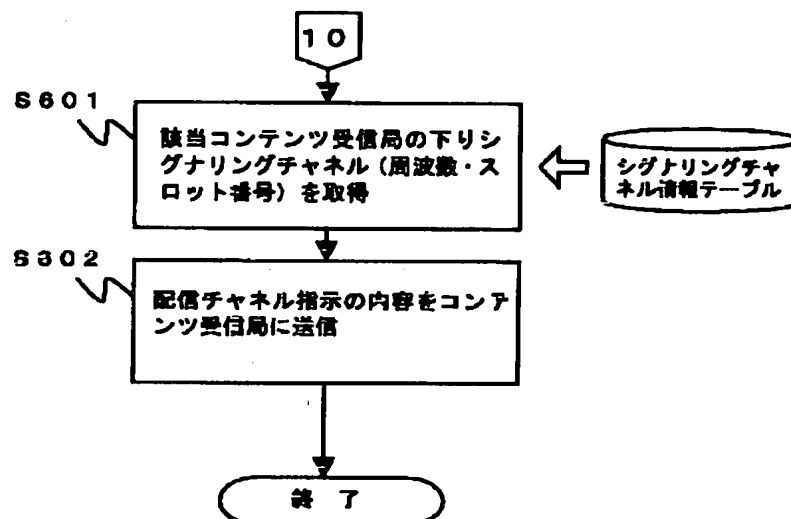 10
S601
該当コンテンツ受信局の下りシ
グナリングチャネル（周波数・ス
ロット番号）を取得
シグナリングチャ
ネル情報テーブル
S302
配信チャネル指示の内容をコンテ
ンツ受信局に送信
終 了